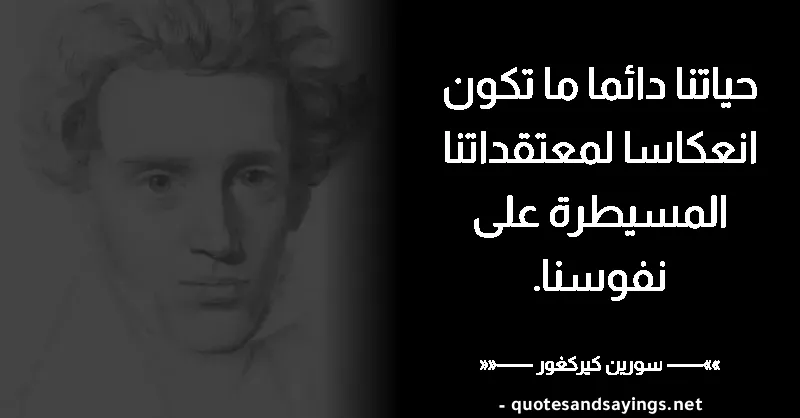 حياتنا دائما ما تكون
انعكاسا لمعتقداتنا
المسيطرة على
نفوسنا.
»»—— سورين كيركغور ——««
- quotesandsayings.net